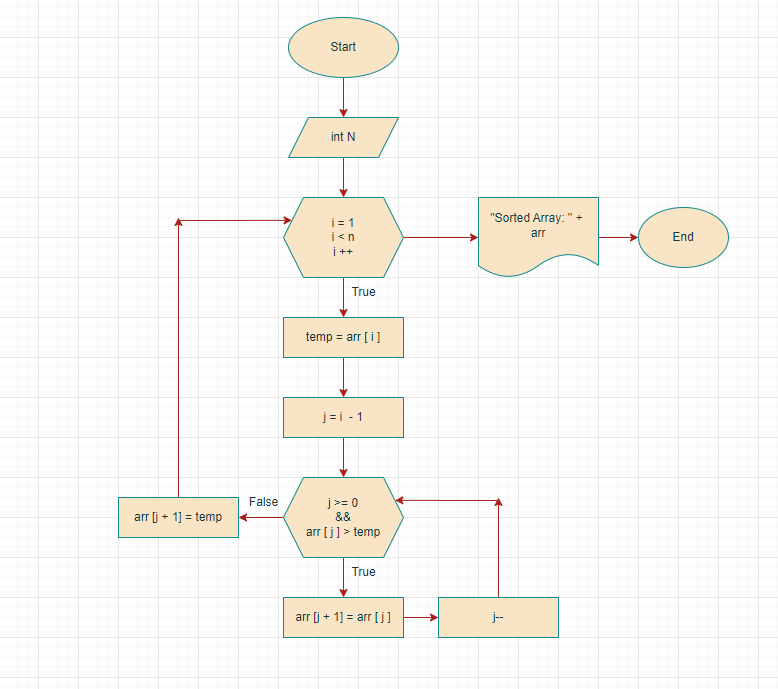 Start
int N
i = 1
i < n
i ++
"Sorted Array: " +
arr
End
True
temp = arr [ i ]
j = i - 1
j >= 0
&&
arr [ j ] > temp
False
arr [j + 1] = temp
True
arr [j + 1] = arr [ j ]
j--